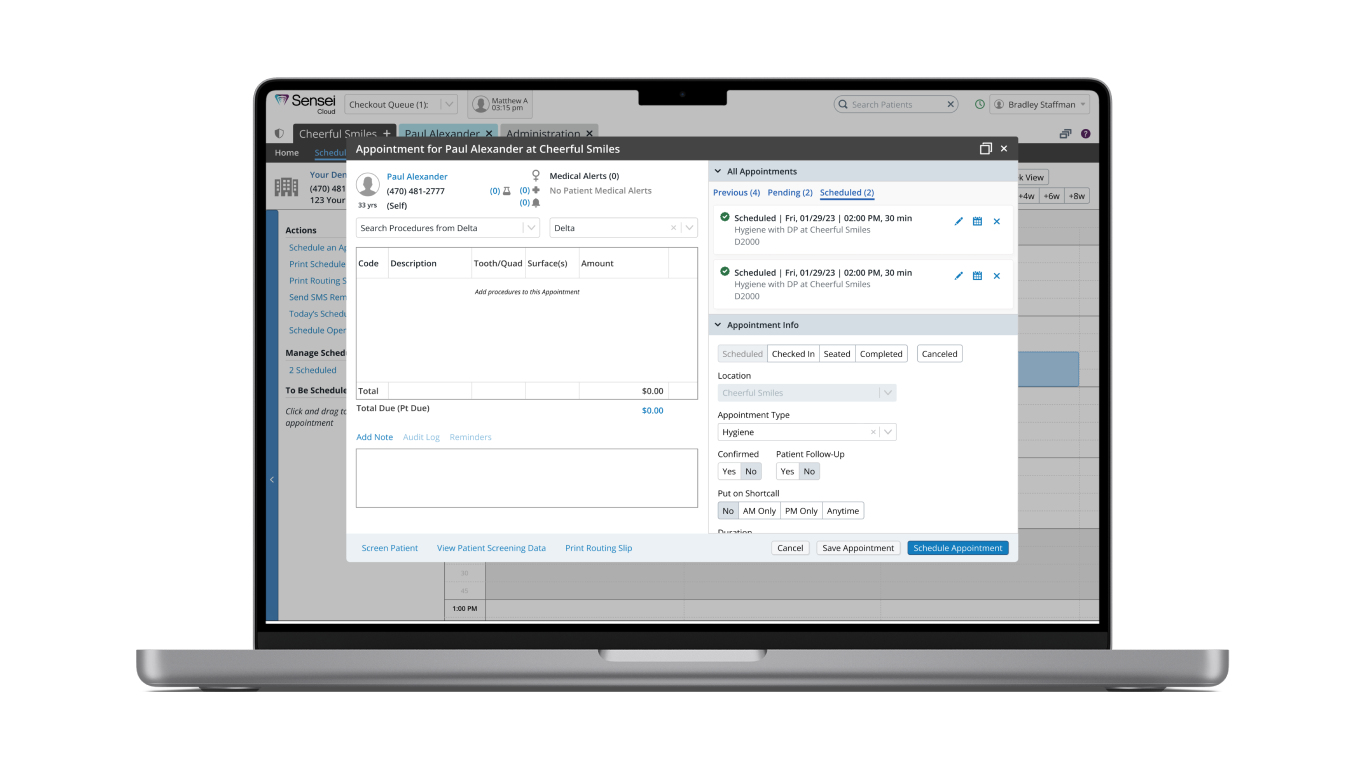 Sensei
Cloud
Checkout Queue (1):
Matthew A
03:15 pm
Search Patients
Bradley Staffman
Cheerful Smiles
Paul Alexander
Administration
Home
Schedul
Appointment for Paul Alexander at Cheerful Smiles
Your Den
(470) 481
123 Your
k View
+4w
+6w
+8w
Actions
Schedule an Ap
Print Schedule
Print Routing S
Send SMS Rem
Today's Schedu
Schedule Oper
Manage Sched
2 Scheduled
To Be Schedule
Click and drag to
appointment
Paul Alexander
(470) 481-2777
33 yrs
(Self)
(0)
(0)
(0)
Medical Alerts (0)
No Patient Medical Alerts
Search Procedures from Delta
Delta
Code
Description
Tooth/Quad
Surface(s)
Amount
Add procedures to this Appointment
Total
$0.00
Total Due (Pt Due)
$0.00
Add Note
Audit Log
Reminders
All Appointments
Previous (4)
Pending (2)
Scheduled (2)
Scheduled | Fri, 01/29/23 | 02:00 PM, 30 min
Hygiene with DP at Cheerful Smiles
D2000
Scheduled | Fri, 01/29/23 | 02:00 PM, 30 min
Hygiene with DP at Cheerful Smiles
D2000
Appointment Info
Scheduled
Checked In
Seated
Completed
Canceled
Location
Cheerful Smiles
Appointment Type
Hygiene
Confirmed
Patient Follow-Up
Yes
No
Yes
No
Put on Shortcall
No
AM Only
PM Only
Anytime
Duration
Screen Patient
View Patient Screening Data
Print Routing Slip
Cancel
Save Appointment
Schedule Appointment
30
45
1:00 PM